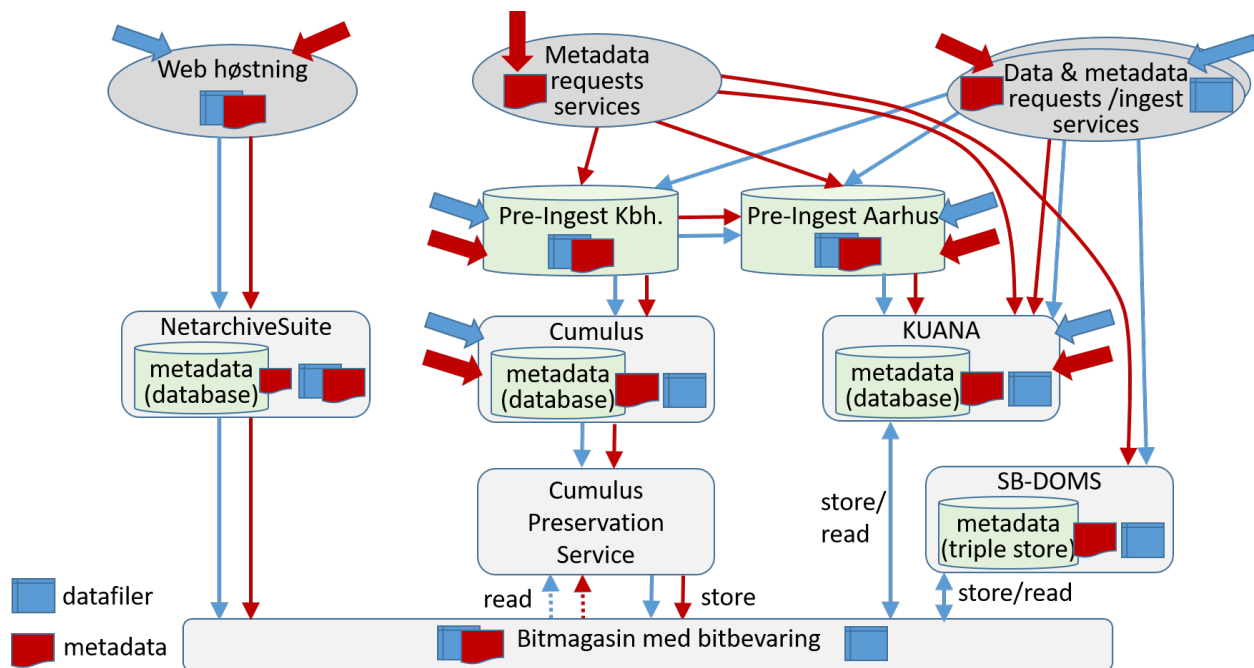 Web høstning
Metadata
requests
services
Data & metadata
requests /ingest
services
Pre-Ingest Kbh.
Pre-Ingest Aarhus
NetarchiveSuite
metadata
(database)
Cumulus
metadata
(database)
KUANA
metadata
(database)
Cumulus
Preservation
Service
store/
read
SB-DOMS
metadata
(triple store)
datafiler
read
store
store/read
metadata
Bitmagasin med bitbevaring